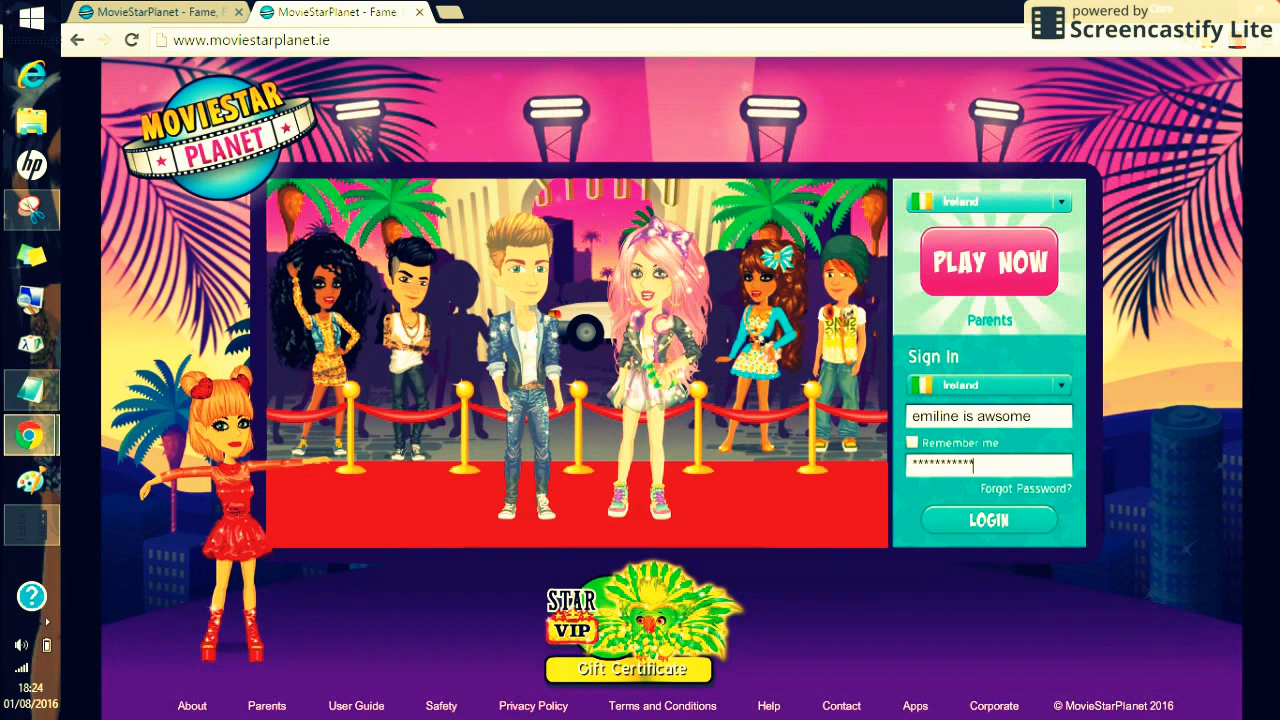 MovieStarPlanet - Fame, F
MovieStarPlanet - Fame,
powered by
Screencastify Lite
www.moviestarplanet.ie
MOVIESTAR
PLANET
STUDIO
Ireland
PLAY NOW
Parents
Sign In
Ireland
emiline is awsome
Remember me
***********
Forgot Password?
LOGIN
hp
?
STAR
VIP
Gift Certificate
18:24
01/08/2016
About
Parents
User Guide
Safety
Privacy Policy
Terms and Conditions
Help
Contact
Apps
Corporate
© MovieStarPlanet 2016